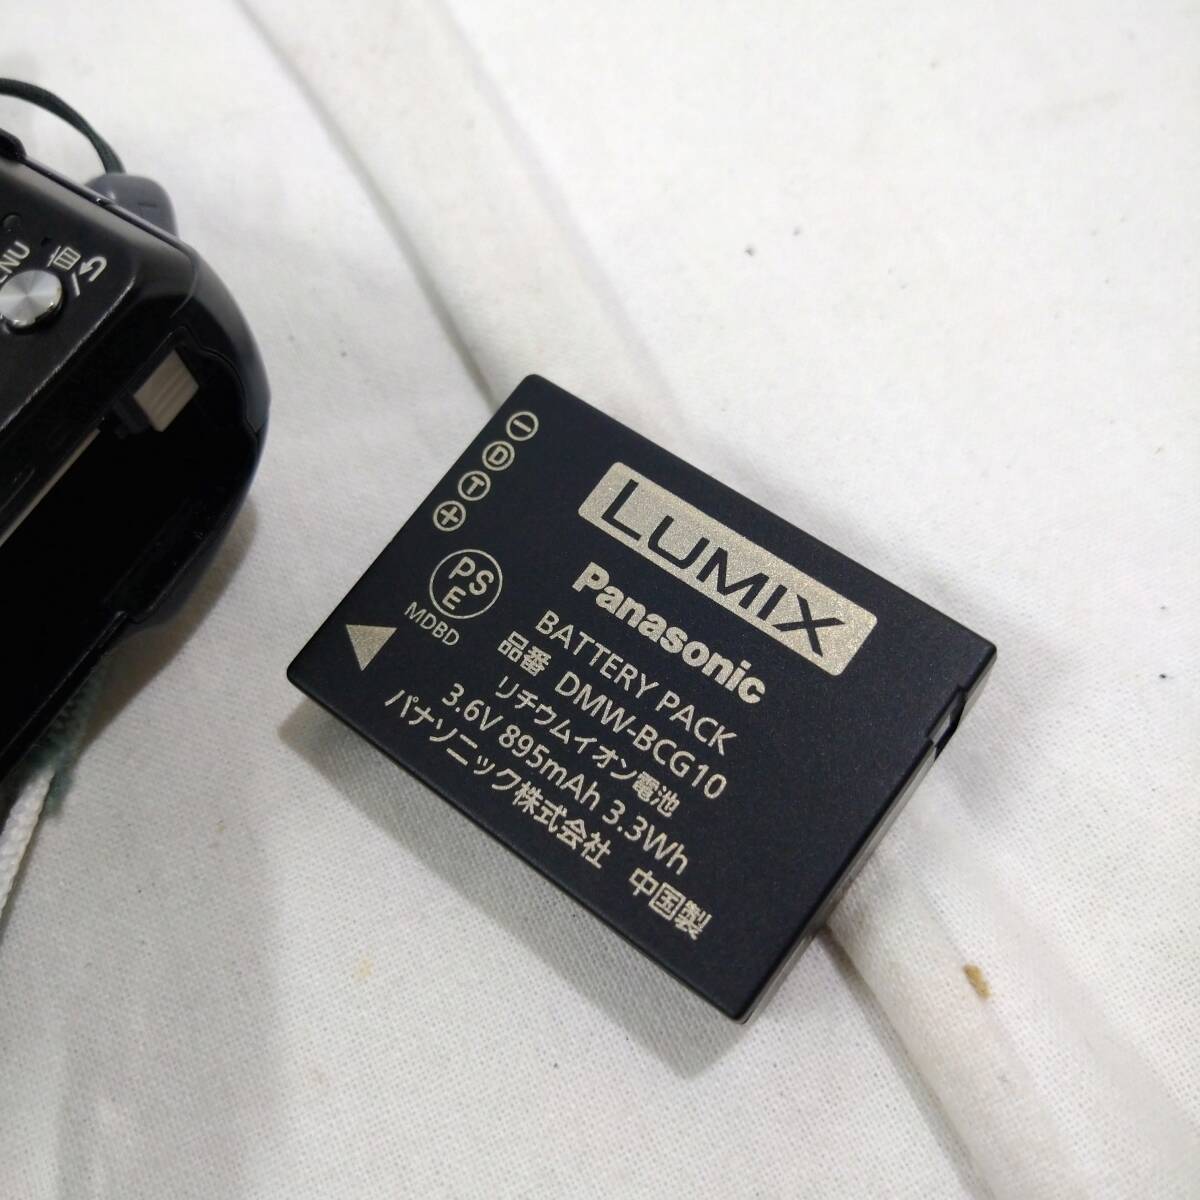 LUMIX
Panasonic
BATTERY PACK
品番 DMW-BCG10
リチウムイオン電池
3.6V 895mAh 3.3Wh
パナソニック株式会社 中国製
−
D
T
+
PS
E
MDBD